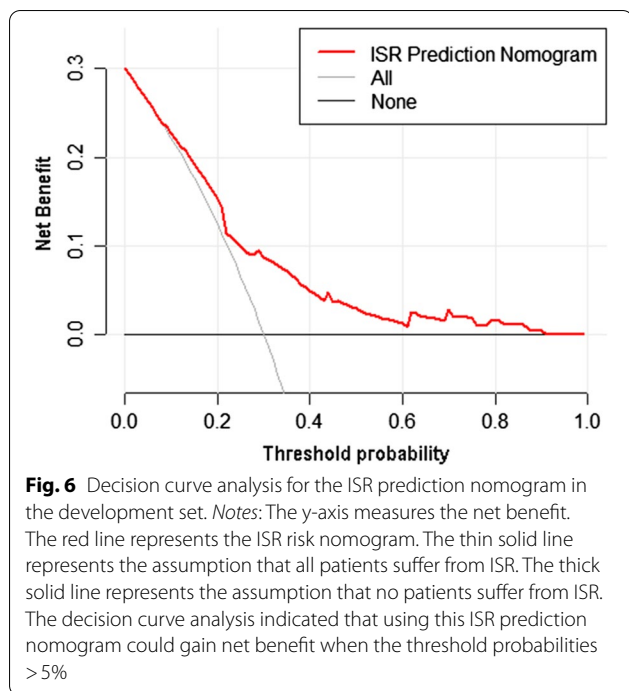 ISR Prediction Nomogram
All
None
0.3
0.2
0.1
0.0
Net Benefit
0.0 0.2 0.4 0.6 0.8 1.0
Threshold probability
Fig. 6 Decision curve analysis for the ISR prediction nomogram in
the development set. Notes: The y-axis measures the net benefit.
The red line represents the ISR risk nomogram. The thin solid line
represents the assumption that all patients suffer from ISR. The thick
solid line represents the assumption that no patients suffer from ISR.
The decision curve analysis indicated that using this ISR prediction
nomogram could gain net benefit when the threshold probabilities
> 5%